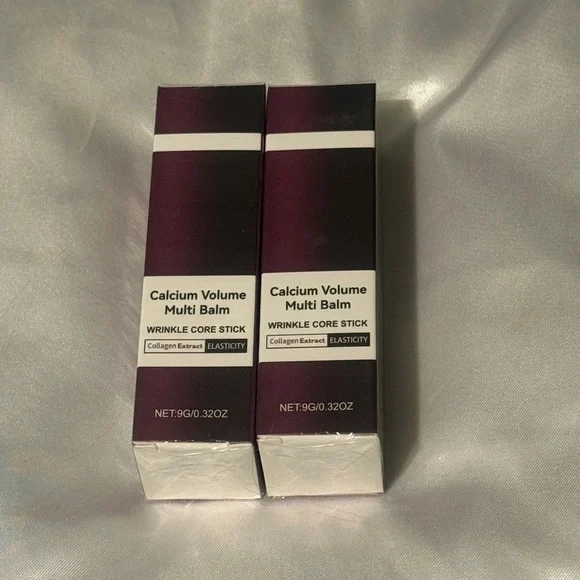 Calcium Volume
Multi Balm
WRINKLE CORE STICK
Collagen Extract ELASTICITY
NET:9G/0.32OZ
Calcium Volume
Multi Balm
WRINKLE CORE STICK
Collagen Extract ELASTICITY
NET:9G/0.32OZ